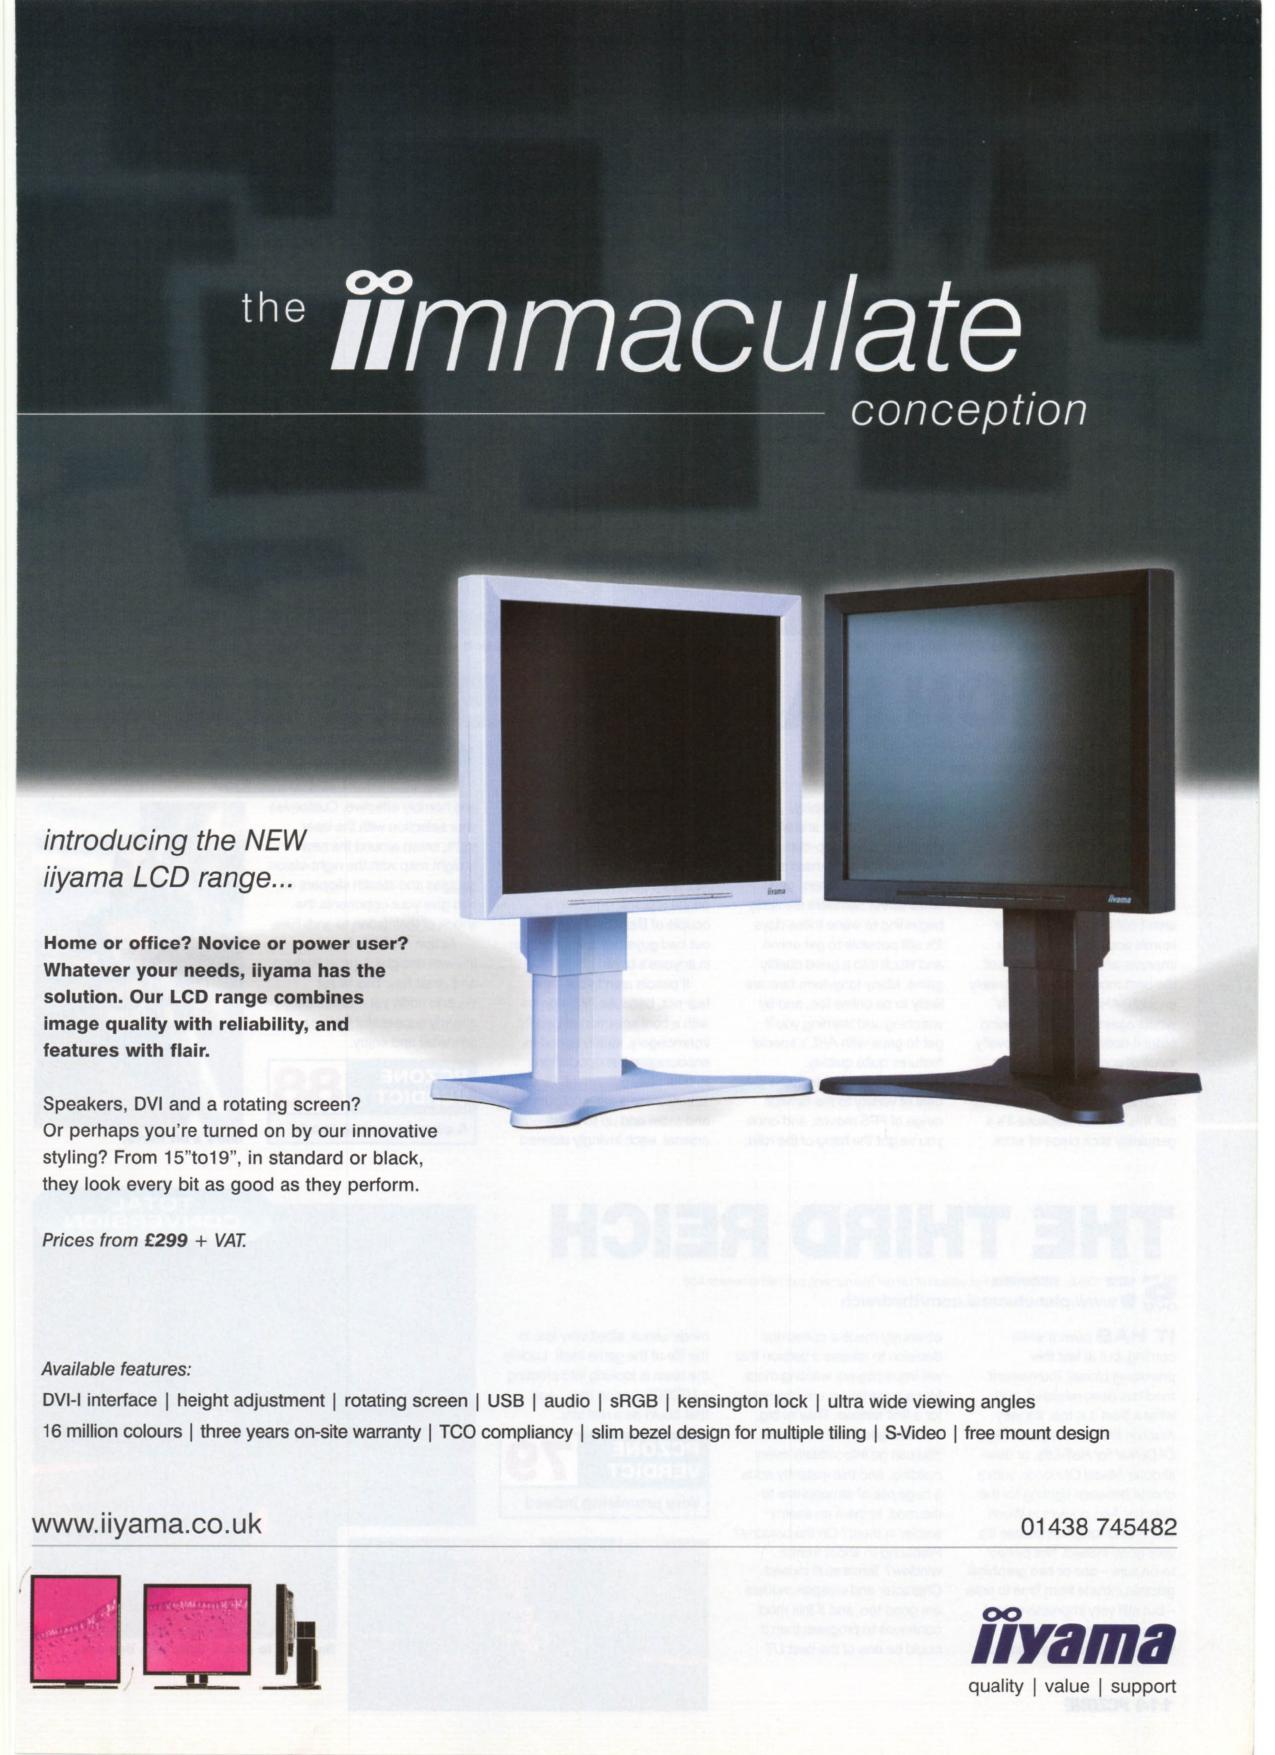 the iimmaculate
conception
iiyama
iiyama
introducing the NEW
iiyama LCD range...
Home or office? Novice or power user?
Whatever your needs, iiyama has the
solution. Our LCD range combines
image quality with reliability, and
features with flair.
Speakers, DVI and a rotating screen?
Or perhaps you're turned on by our innovative
styling? From 15"to19", in standard or black,
they look every bit as good as they perform.
Prices from £299 + VAT.
THE THIRD REICH
Available features:
DVI-I interface | height adjustment | rotating screen | USB | audio | sRGB | kensington lock | ultra wide viewing angles
16 million colours | three years on-site warranty | TCO compliancy | slim bezel design for multiple tiling | S-Video | free mount design
www.iiyama.co.uk
01438 745482
iiyama
quality | value | support